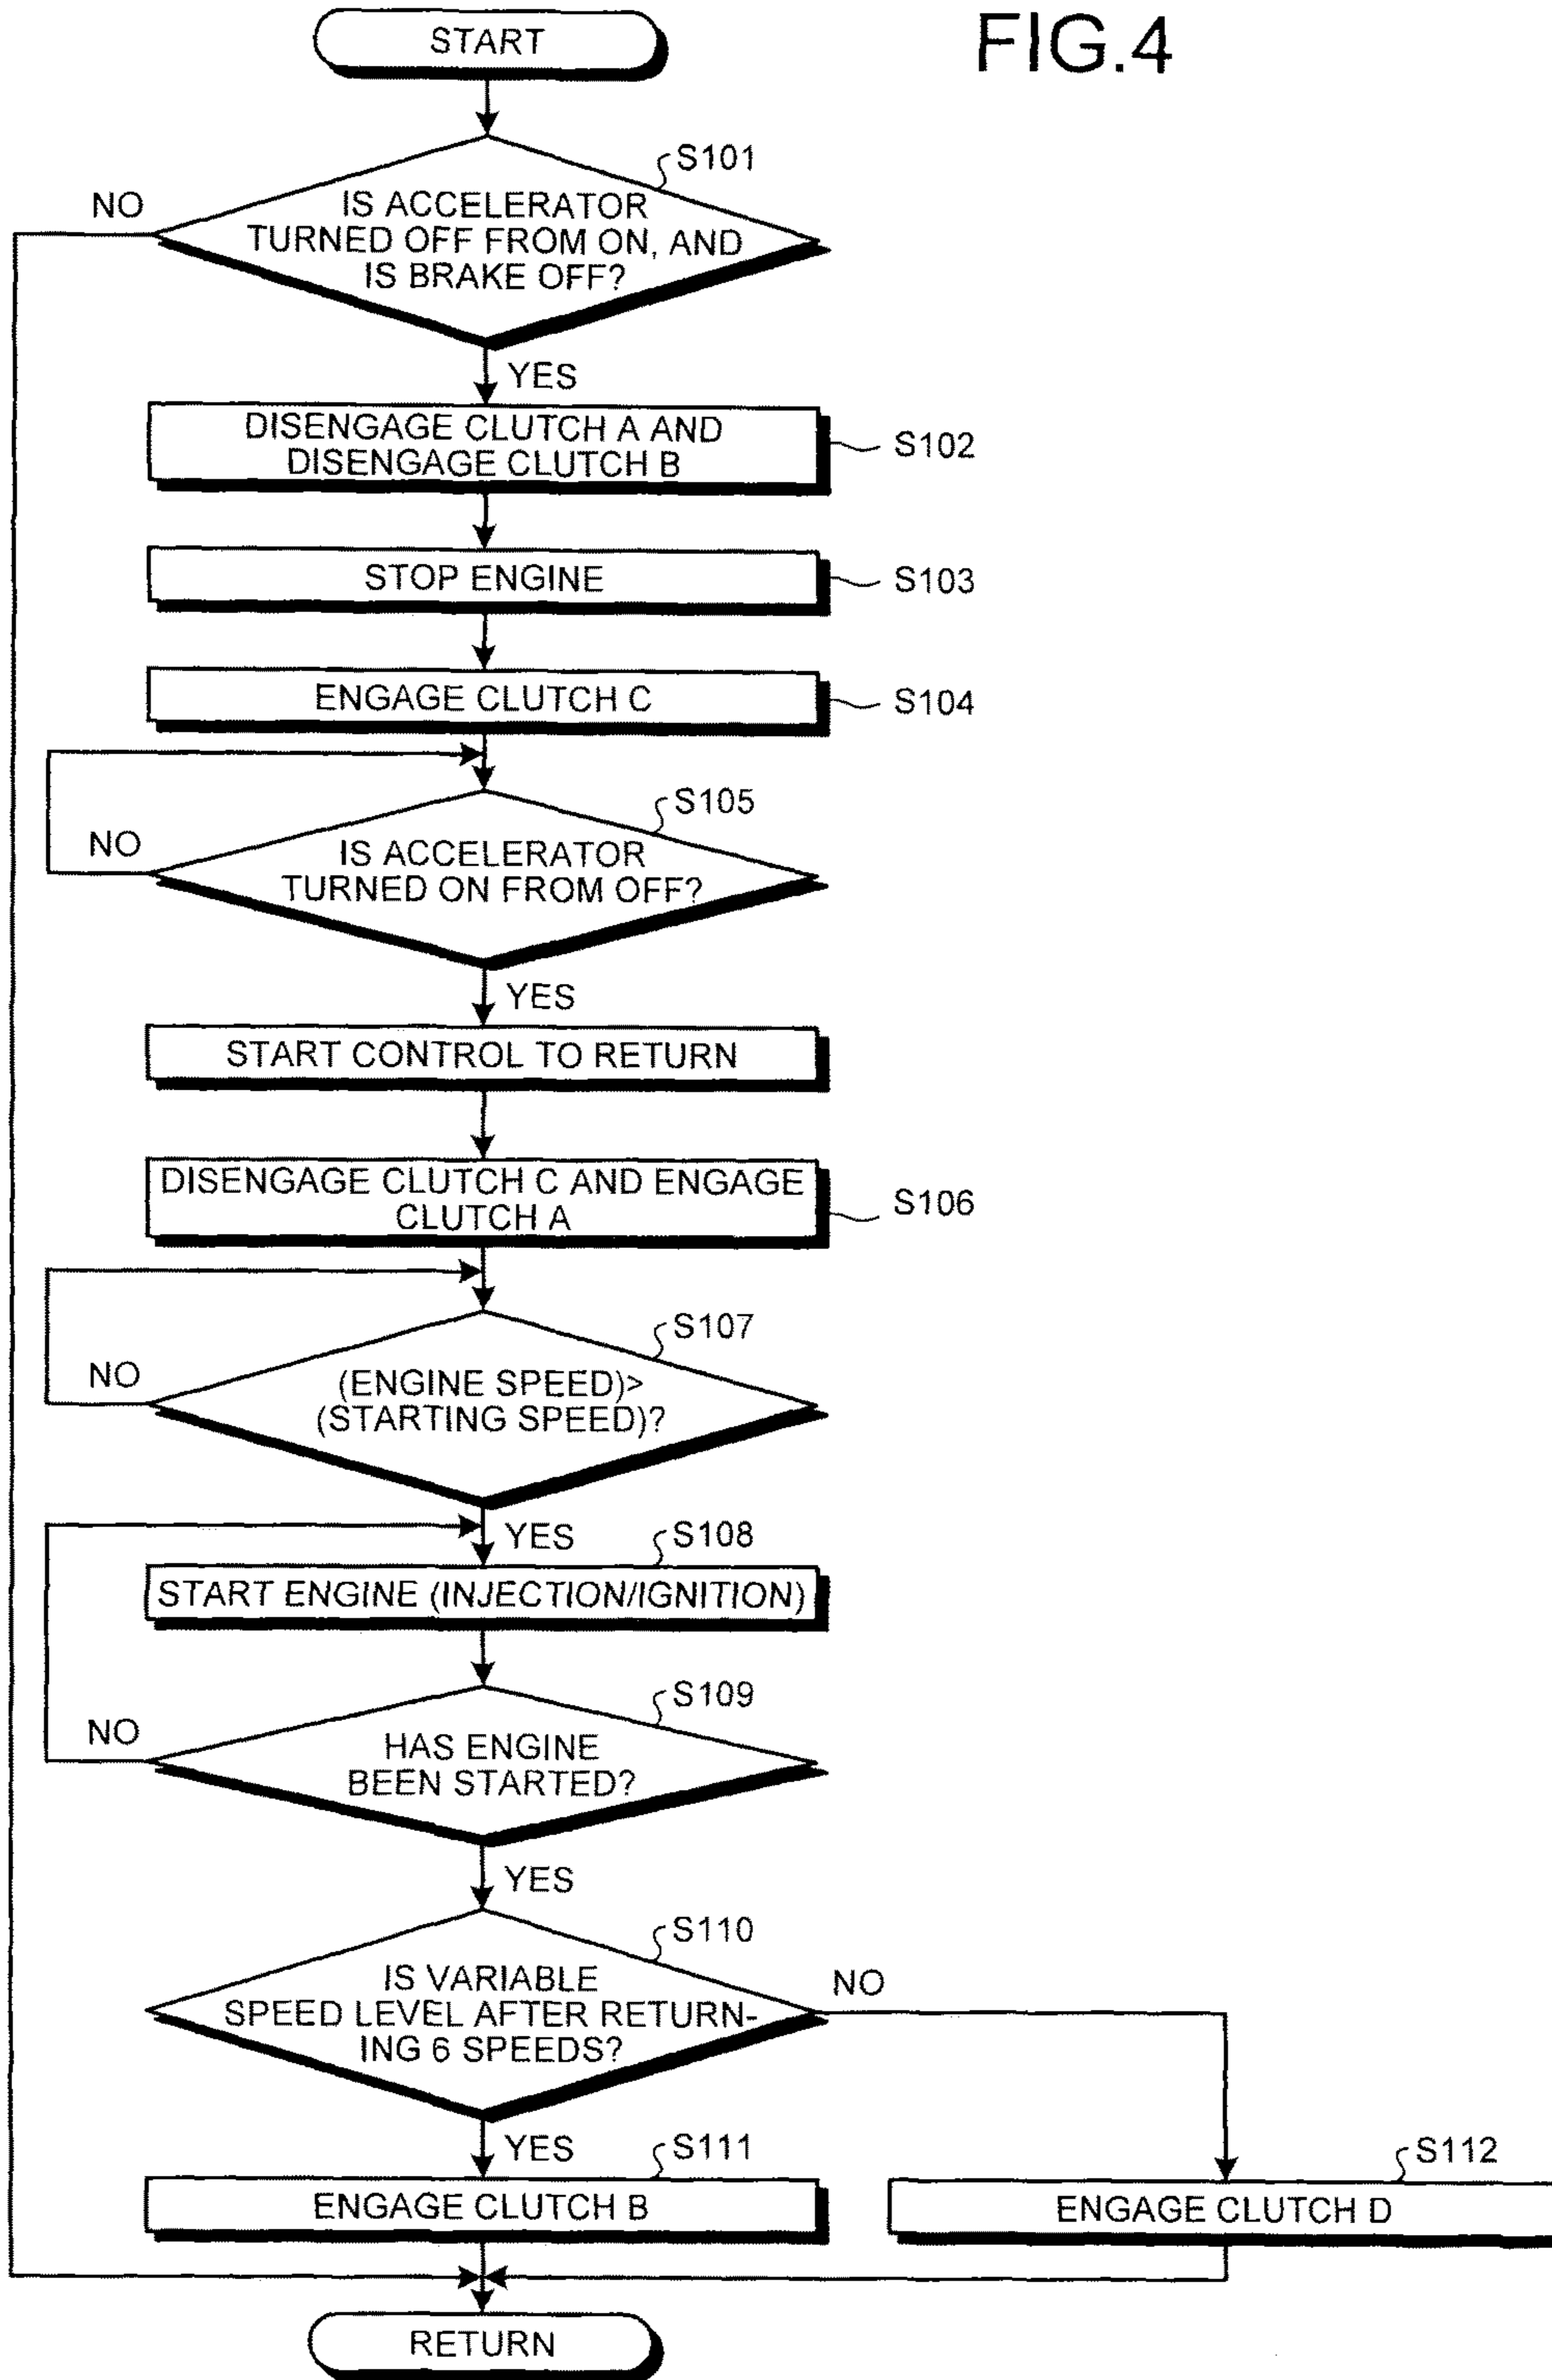 FIG.4
START
S101
NO
IS ACCELERATOR
TURNED OFF FROM ON, AND
IS BRAKE OFF?
YES
DISENGAGE CLUTCH A AND
DISENGAGE CLUTCH B
S102
STOP ENGINE
S103
ENGAGE CLUTCH C
S104
S105
NO
IS ACCELERATOR
TURNED ON FROM OFF?
YES
START CONTROL TO RETURN
DISENGAGE CLUTCH C AND ENGAGE
CLUTCH A
S106
S107
NO
(ENGINE SPEED)>
(STARTING SPEED)?
YES
S108
START ENGINE (INJECTION/IGNITION)
S109
NO
HAS ENGINE
BEEN STARTED?
YES
S110
NO
IS VARIABLE
SPEED LEVEL AFTER RETURN-
ING 6 SPEEDS?
YES
S111
ENGAGE CLUTCH B
S112
ENGAGE CLUTCH D
RETURN